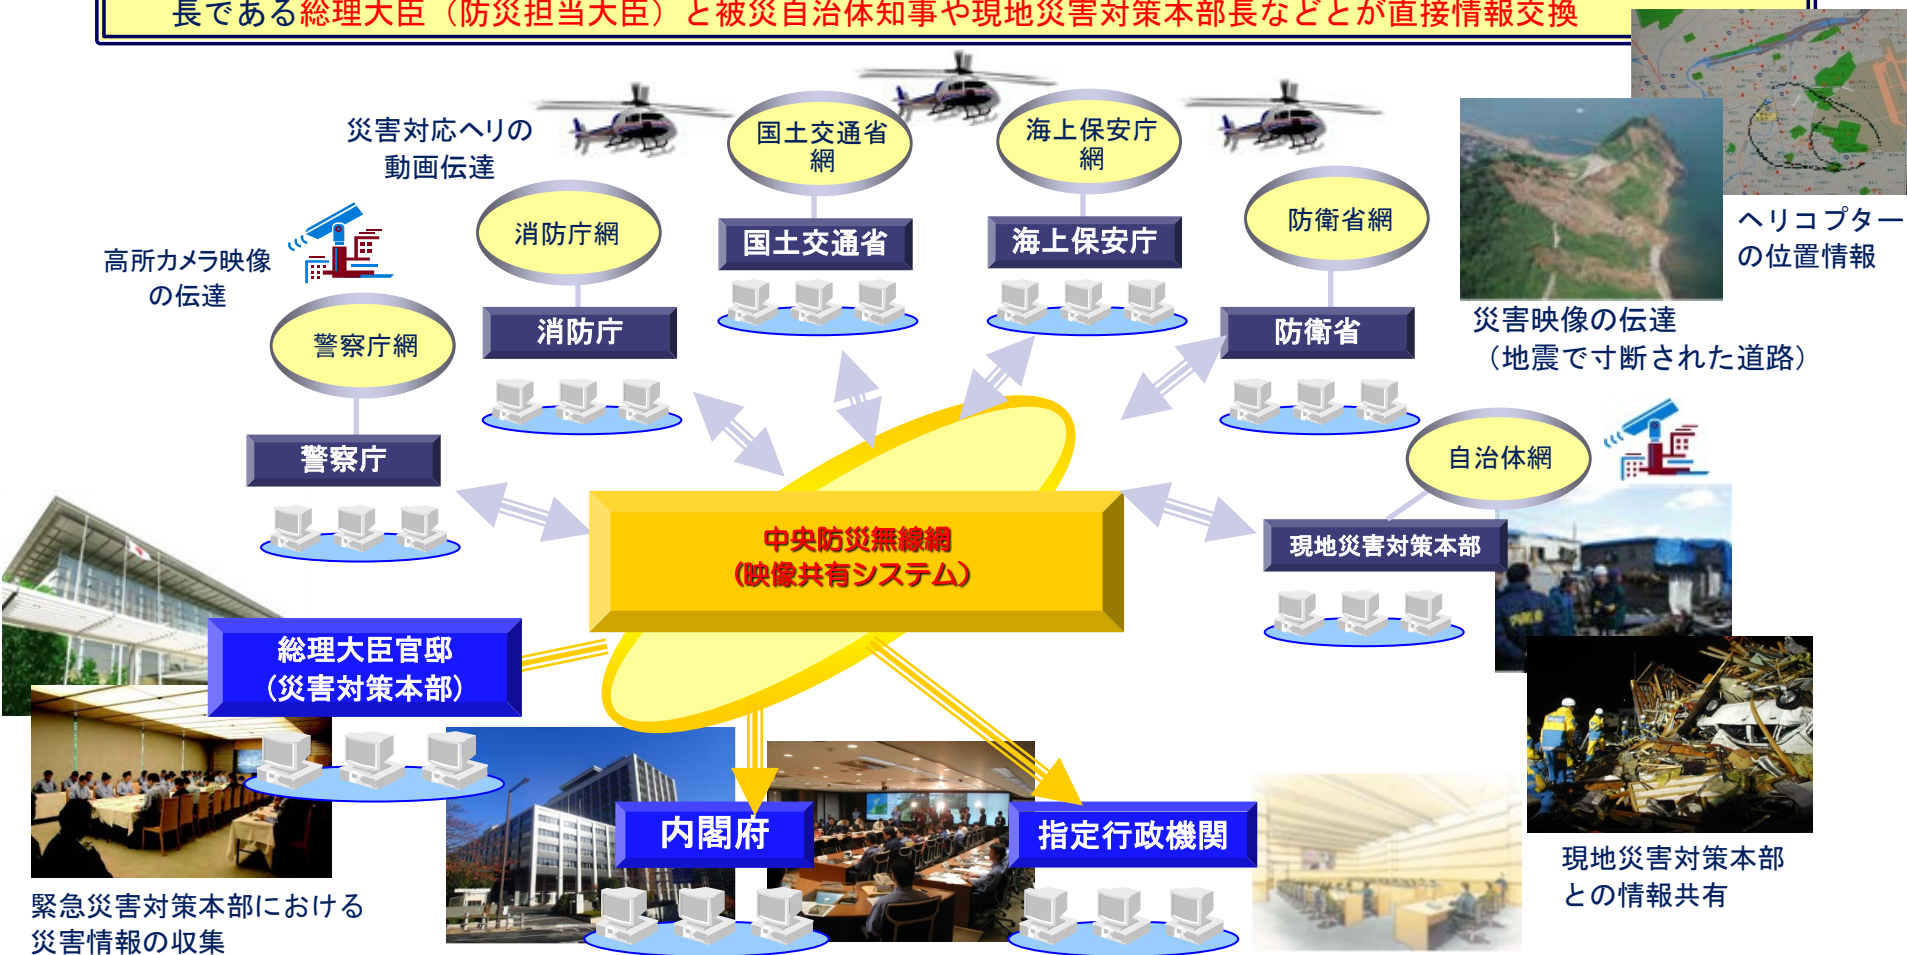 長である総理大臣（防災担当大臣）と被災自治体知事や現地災害対策本部長などとが直接情報交換
災害対応ヘリの
動画伝達
国土交通省
網
海上保安庁
網
消防庁網
防衛省網
国土交通省
海上保安庁
ヘリコプター
の位置情報
高所カメラ映像
の伝達
警察庁網
消防庁
防衛省
災害映像の伝達
（地震で寸断された道路）
警察庁
自治体網
中央防災無線網
（映像共有システム）
現地災害対策本部
総理大臣官邸
（災害対策本部）
内閣府
指定行政機関
緊急災害対策本部における
災害情報の収集
現地災害対策本部
との情報共有